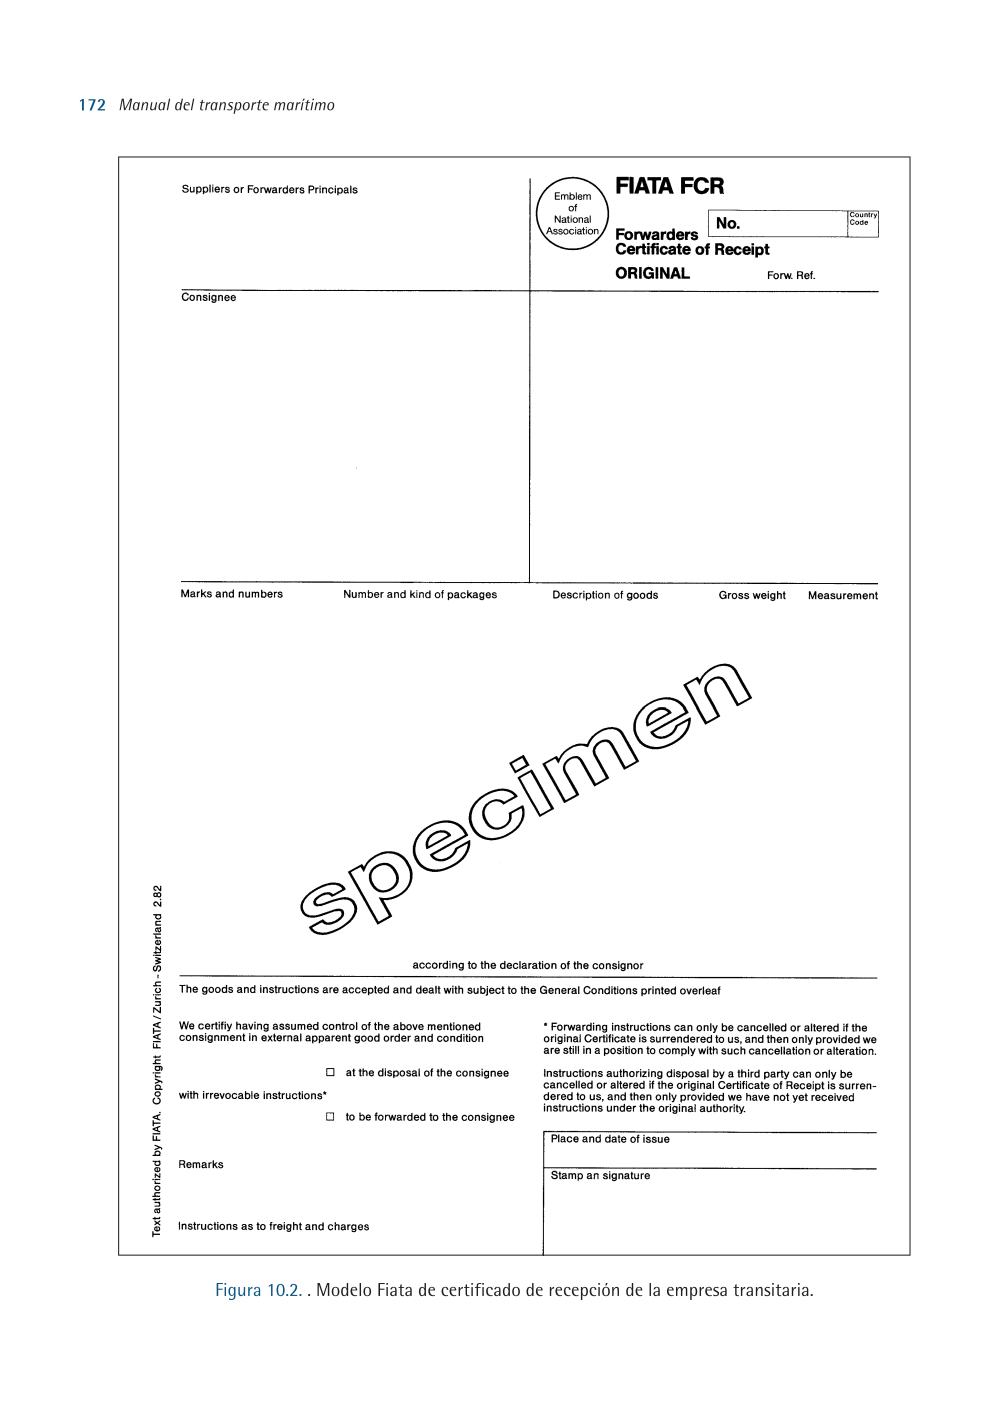 172 Manual del transporte marítimo
Suppliers or Forwarders Principals
Emblem
of
National
Association
FIATA FCR
No.
Country
Code
Forwarders
Certificate of Receipt
ORIGINAL
Forw. Ref.
Consignee
Marks and numbers
Number and kind of packages
Description of goods
Gross weight
Measurement
specimen
according to the declaration of the consignor
The goods and instructions are accepted and dealt with subject to the General Conditions printed overleaf
We certifiy having assumed control of the above mentioned
consignment in external apparent good order and condition
at the disposal of the consignee
with irrevocable instructions*
to be forwarded to the consignee
Remarks
Instructions as to freight and charges
* Forwarding instructions can only be cancelled or altered if the
original Certificate is surrendered to us, and then only provided we
are still in a position to comply with such cancellation or alteration.
Instructions authorizing disposal by a third party can only be
cancelled or altered if the original Certificate of Receipt is surren-
dered to us, and then only provided we have not yet received
instructions under the original authority.
Place and date of issue
Stamp an signature
Text authorized by FIATA. Copyright FIATA / Zurich - Switzerland 2.82
Figura 10.2. . Modelo Fiata de certificado de recepción de la empresa transitaria.